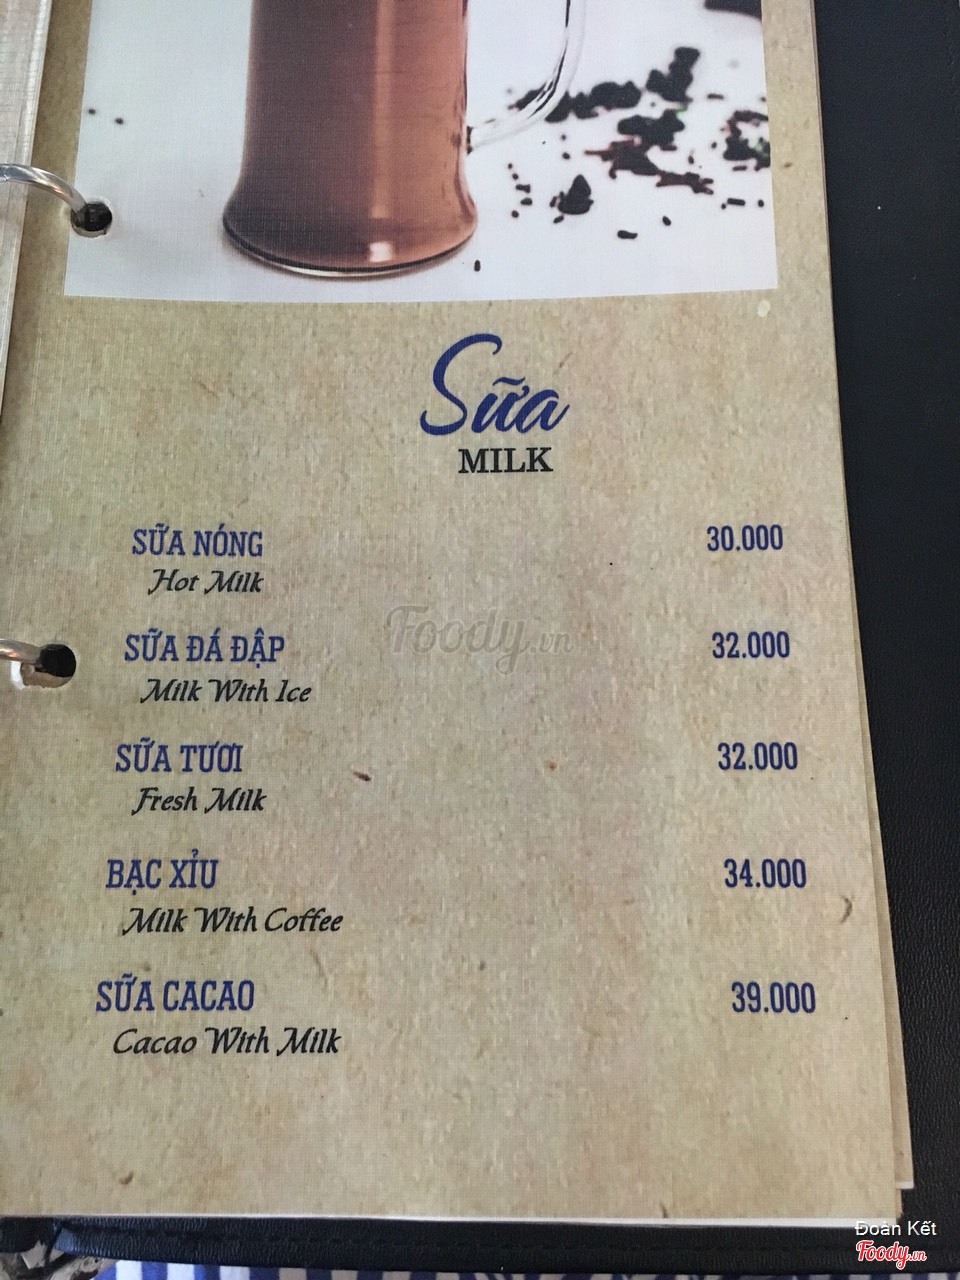 Sữa
MILK
SỮA NÓNG 30.000
Hot Milk
Foody.vn
SỮA ĐÁ ĐẬP 32.000
Milk With Ice
SỮA TƯƠI 32.000
Fresh Milk
BẠC XỈU 34.000
Milk With Coffee
SỮA CACAO 39.000
Cacao With Milk
Đoàn Kết
Foody.vn